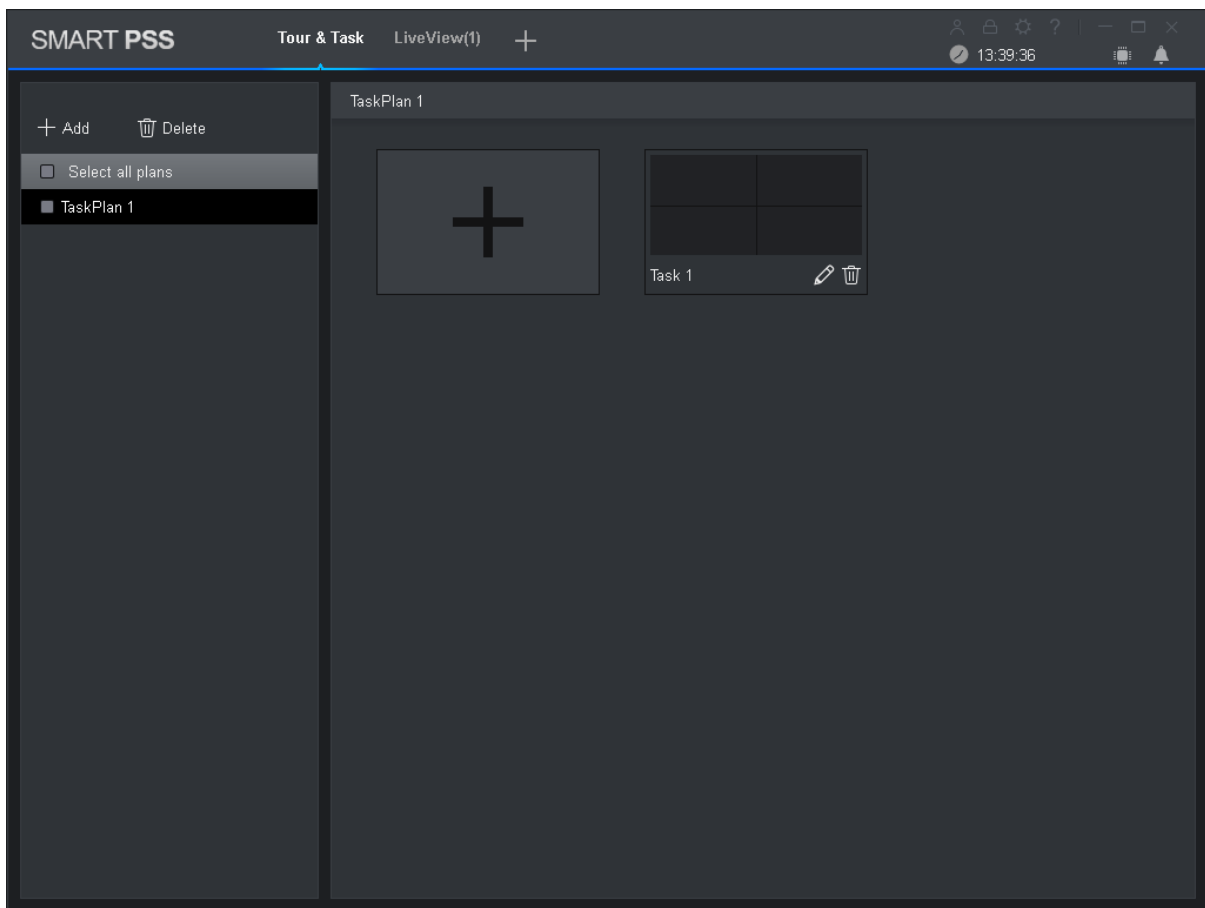 SMART PSS
Tour & Task
LiveView(1)
?
13:39:36
Add
Delete
Select all plans
TaskPlan 1
TaskPlan 1
Task 1